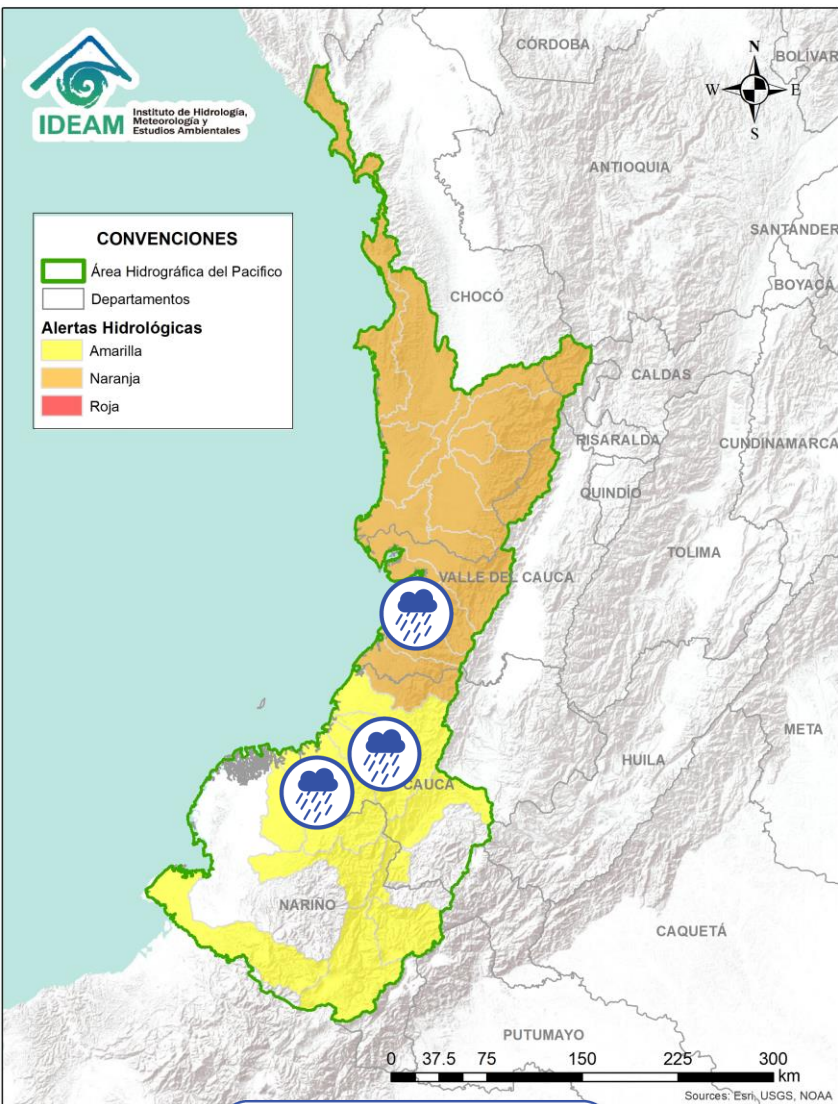 IDEAM
Instituto de Hidrología,
Meteorología y
Estudios Ambientales
CÓRDOBA
BOLÍVAR
N
W
E
S
ANTIOQUIA
SANTANDER
BOYACÁ
CHOCÓ
CALDAS
RISARALDA
CUNDINAMARCA
QUINDÍO
TOLIMA
VALLE DEL CAUCA
META
HUILA
CAUCA
NARIÑO
CAQUETÁ
PUTUMAYO
CONVENCIONES
Área Hidrográfica del Pacifico
Departamentos
Alertas Hidrológicas
Amarilla
Naranja
Roja
0 37.5 75 150 225 300
km
Sources: Esri, USGS, NOAA